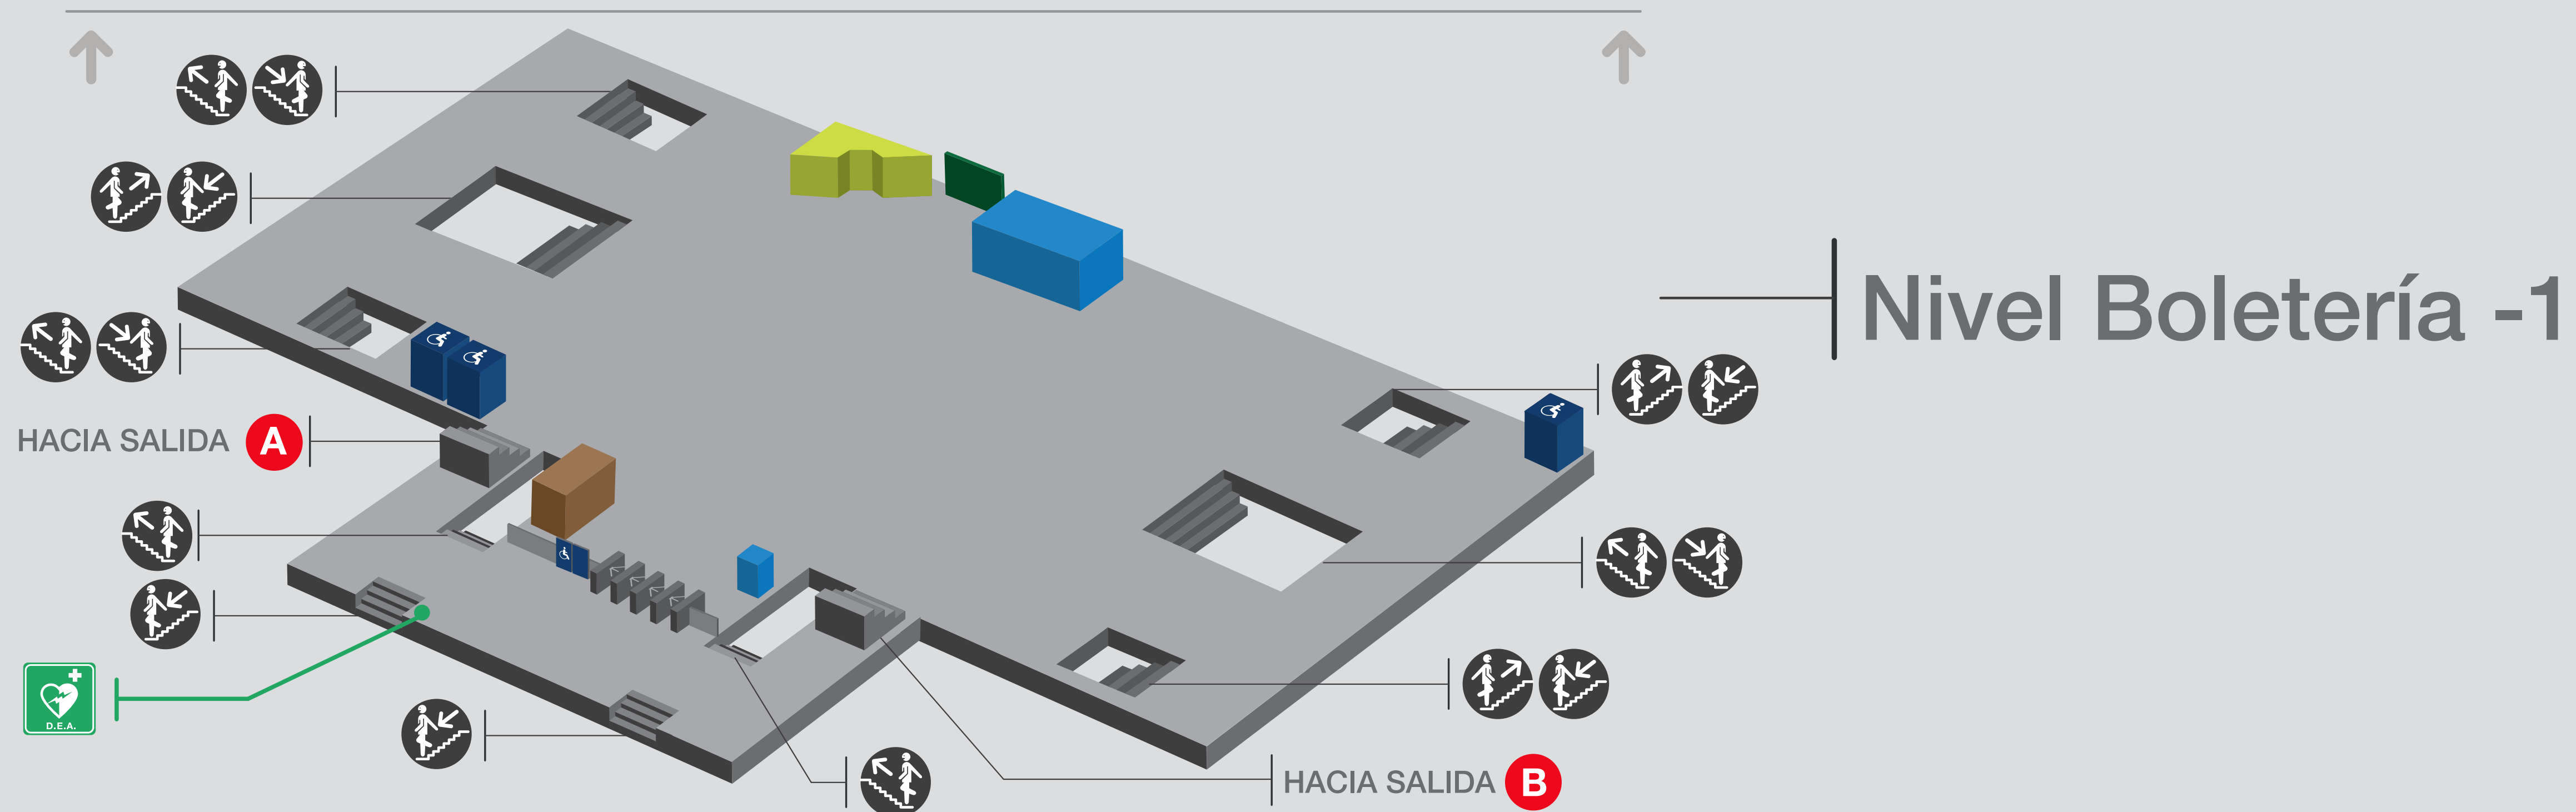 Nivel Boletería -1
HACIA SALIDA A
D.E.A.
HACIA SALIDA B